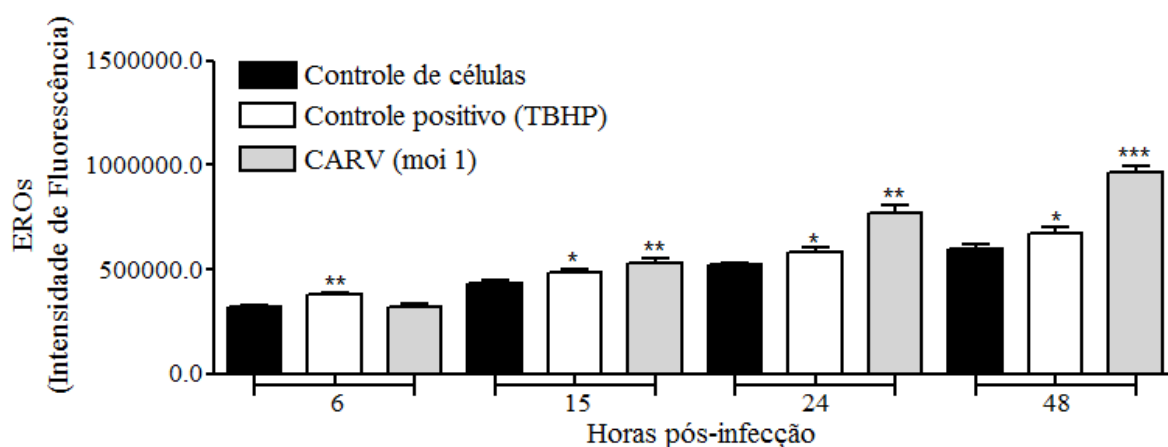 EROs
(Intensidade de Fluorescência)
1500000.0
1000000.0
500000.0
0.0
Controle de células
Controle positivo (TBHP)
CARV (moi 1)
**
*
**
*
**
*
***
6
15
24
48
Horas pós-infecção